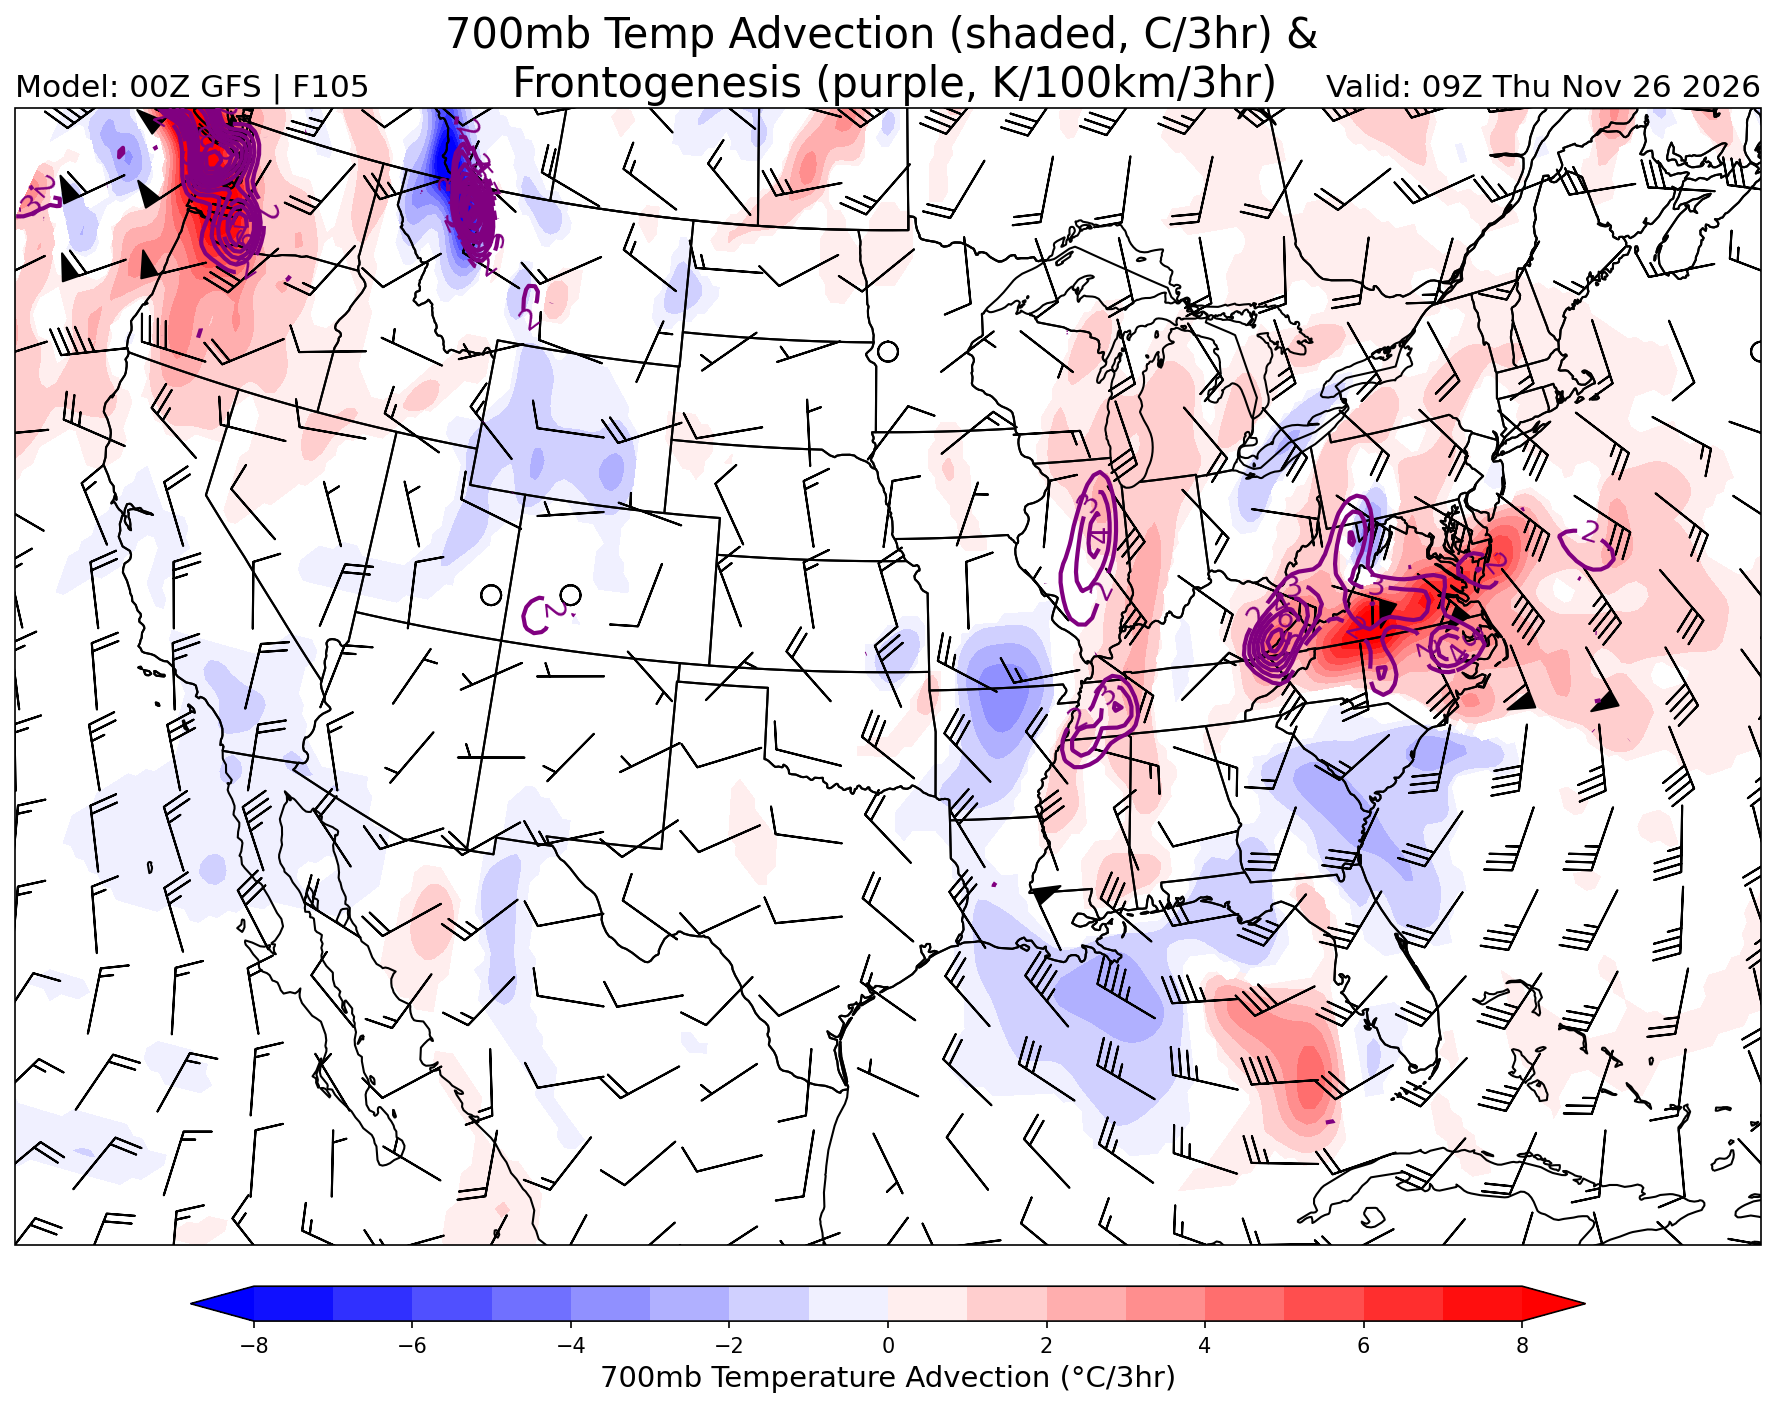 700mb Temp Advection (shaded, C/3hr) &
Frontogenesis (purple, K/100km/3hr)
Model: 00Z GFS | F105
Valid: 09Z Thu Nov 26 2026
−8 −6 −4 −2 0 2 4 6 8
700mb Temperature Advection (°C/3hr)